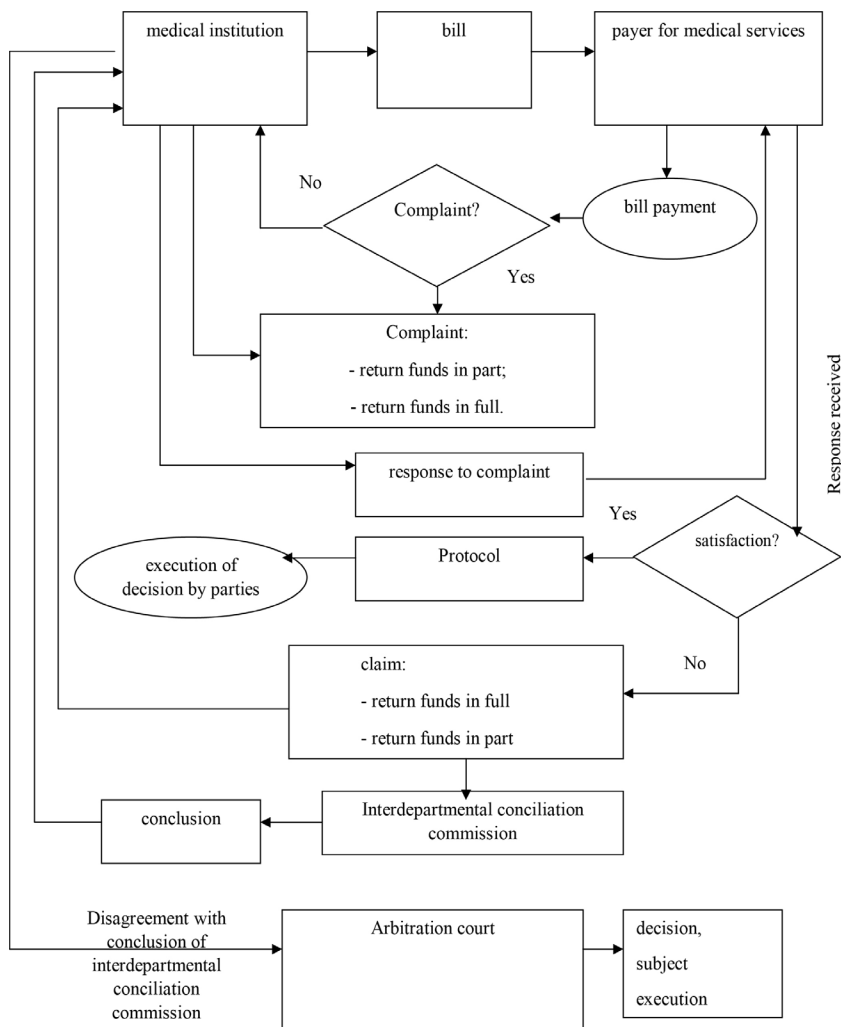 medical institution
bill
payer for medical services
No
Complaint?
bill payment
Yes
Complaint:
- return funds in part;
- return funds in full.
Response received
response to complaint
Yes
satisfaction?
Protocol
execution of
decision by parties
No
claim:
- return funds in full
- return funds in part
Interdepartmental conciliation
commission
conclusion
Disagreement with
conclusion of
interdepartmental
conciliation
commission
Arbitration court
decision,
subject
execution